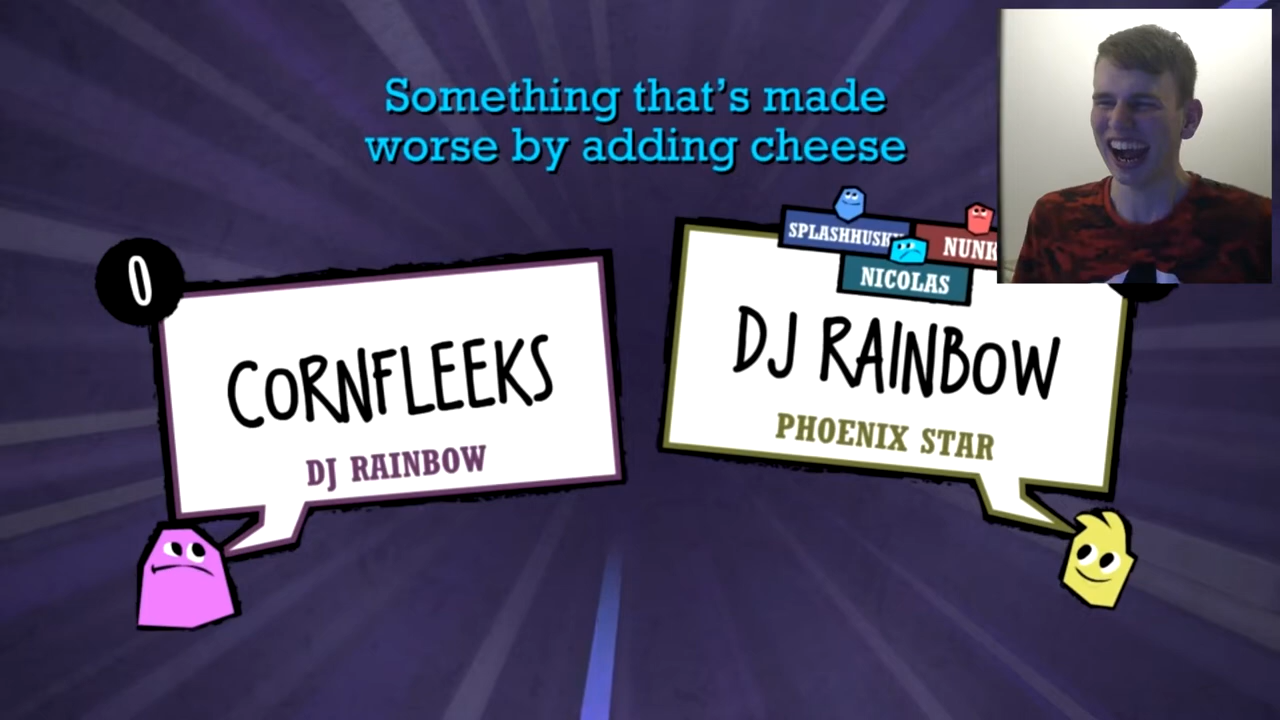 Something that's made
worse by adding cheese
0
CORNFLEEKS
DJ RAINBOW
NICOLAS
DJ RAINBOW
PHOENIX STAR